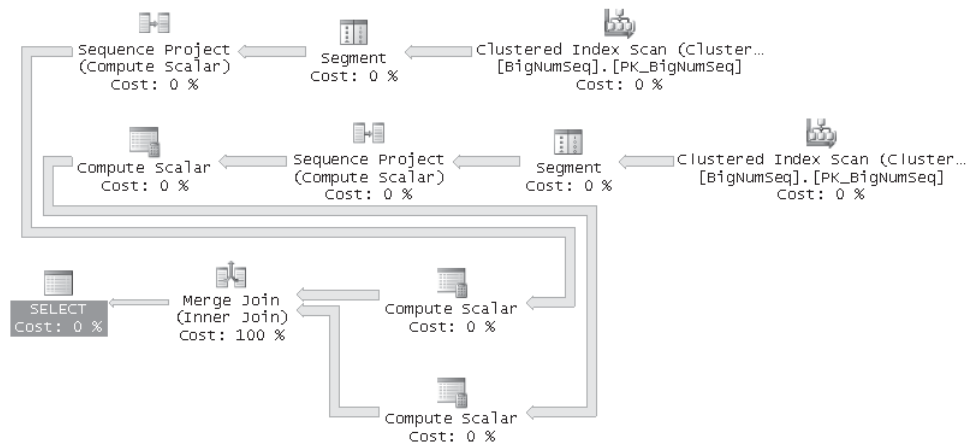 Sequence Project
(Compute Scalar)
Cost: 0 %
Segment
Cost: 0 %
Clustered Index Scan (Cluster…
[BigNumSeq].[PK_BigNumSeq]
Cost: 0 %
Compute Scalar
Cost: 0 %
Sequence Project
(Compute Scalar)
Cost: 0 %
Segment
Cost: 0 %
Clustered Index Scan (Cluster…
[BigNumSeq].[PK_BigNumSeq]
Cost: 0 %
SELECT
Cost: 0 %
Merge Join
(Inner Join)
Cost: 100 %
Compute Scalar
Cost: 0 %
Compute Scalar
Cost: 0 %